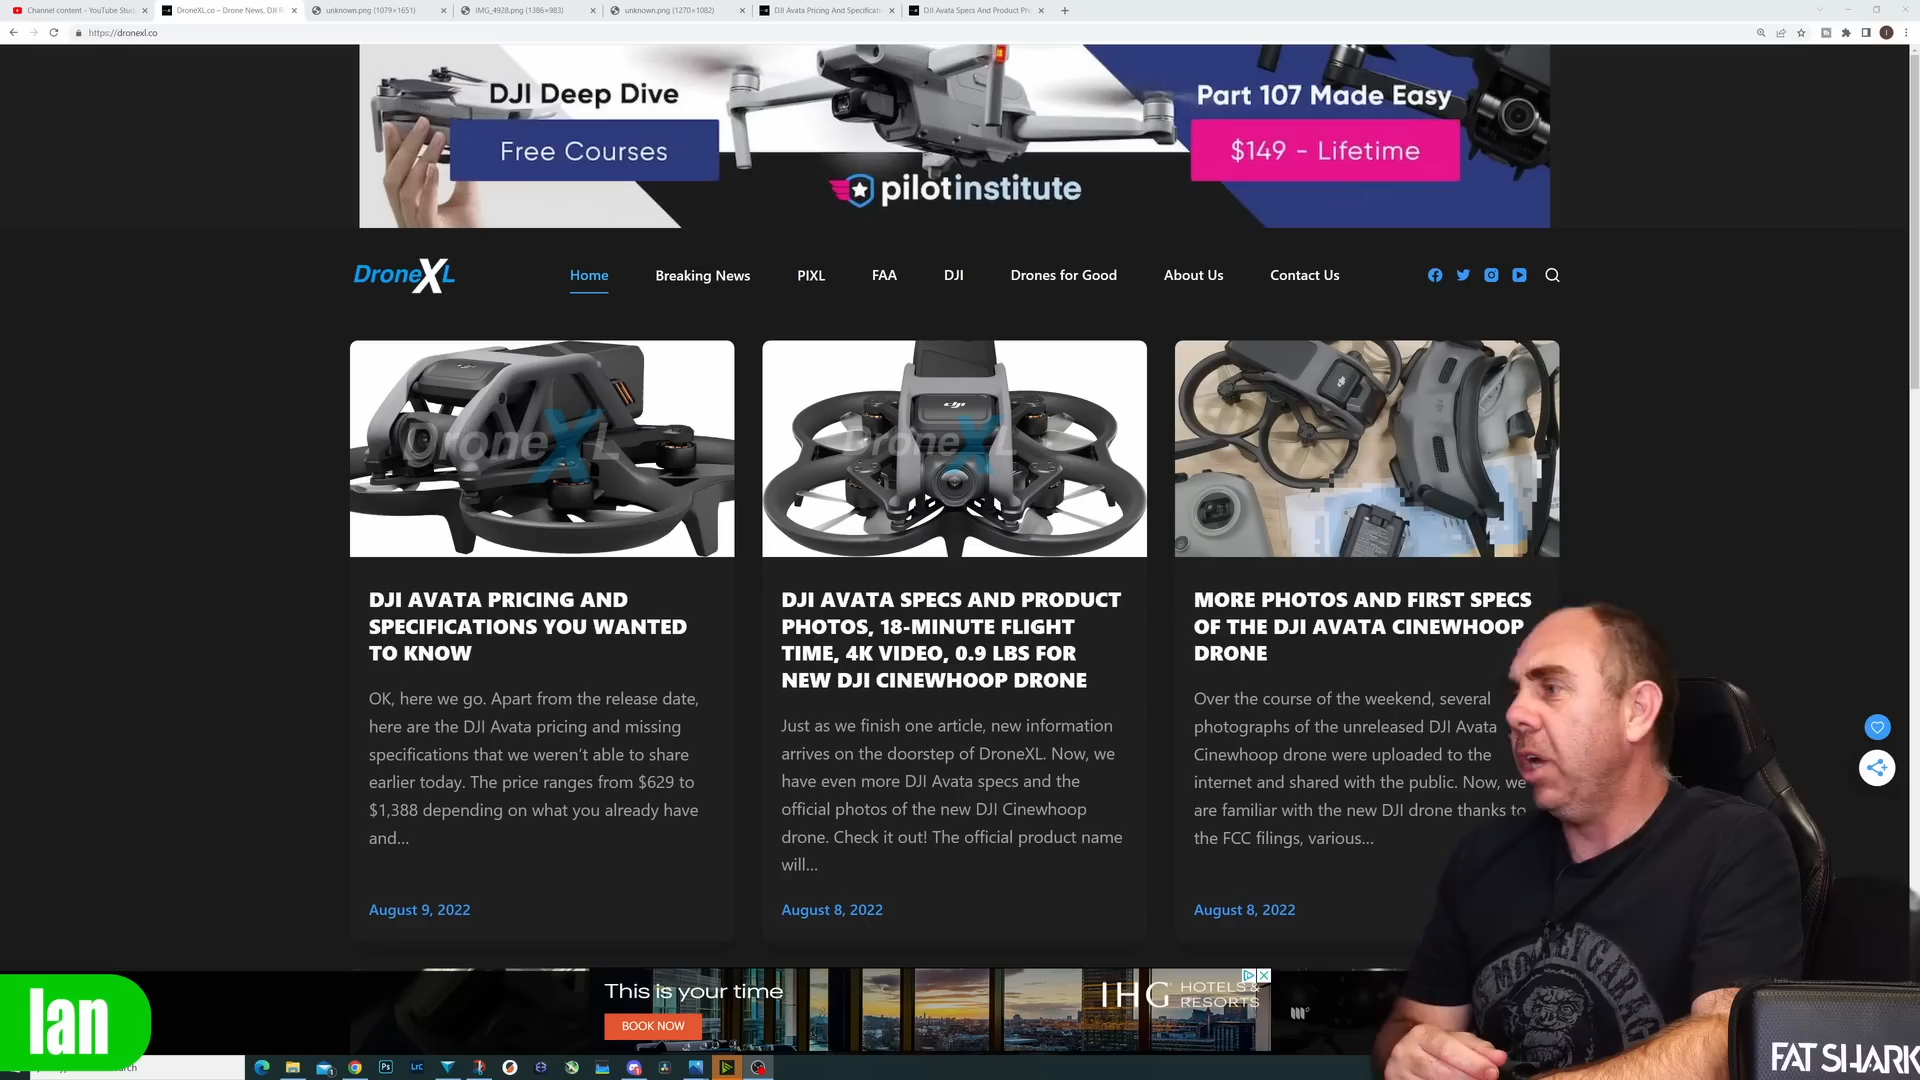 Channel content - YouTube Stu
DroneXL.co – Drone News, DJI R
unknown.png (1079×1651)
IMG_4928.png (1386×983)
unknown.png (1270×1082)
DJI Avata Pricing And Specificat
DJI Avata Specs And Product Ph
https://dronexl.co
DJI Deep Dive
Free Courses
pilotinstitute
Part 107 Made Easy
$149 - Lifetime
DroneXL
Home
Breaking News
PIXL
FAA
DJI
Drones for Good
About Us
Contact Us
DroneXL
DJI AVATA PRICING AND
SPECIFICATIONS YOU WANTED
TO KNOW
OK, here we go. Apart from the release date,
here are the DJI Avata pricing and missing
specifications that we weren’t able to share
earlier today. The price ranges from $629 to
$1,388 depending on what you already have
and...
August 9, 2022
dji
DroneXL
DJI AVATA SPECS AND PRODUCT
PHOTOS, 18-MINUTE FLIGHT
TIME, 4K VIDEO, 0.9 LBS FOR
NEW DJI CINEWHOOP DRONE
Just as we finish one article, new information
arrives on the doorstep of DroneXL. Now, we
have even more DJI Avata specs and the
official photos of the new DJI Cinewhoop
drone. Check it out! The official product name
will...
August 8, 2022
MORE PHOTOS AND FIRST SPECS
OF THE DJI AVATA CINEWHOOP
DRONE
Over the course of the weekend, several
photographs of the unreleased DJI Avata
Cinewhoop drone were uploaded to the
internet and shared with the public. Now, we
are familiar with the new DJI drone thanks to
the FCC filings, various...
August 8, 2022
This is your time
BOOK NOW
IHG HOTELS &
RESORTS
Ian
FAT SHARK